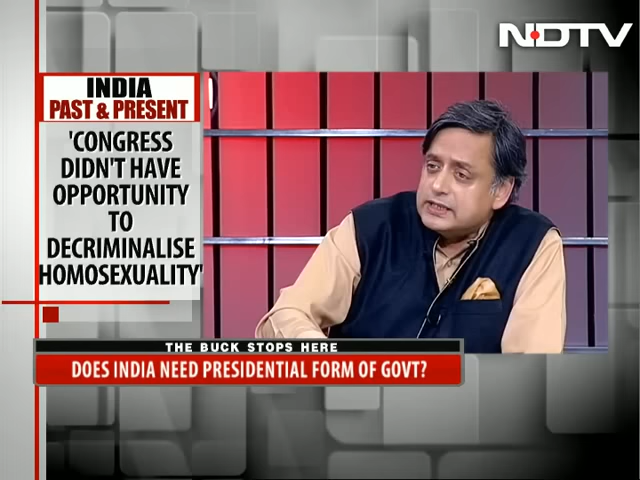 NDTV
INDIA
PAST & PRESENT
'CONGRESS
DIDN'T HAVE
OPPORTUNITY
TO
DECRIMINALISE
HOMOSEXUALITY'
THE BUCK STOPS HERE
DOES INDIA NEED PRESIDENTIAL FORM OF GOVT?